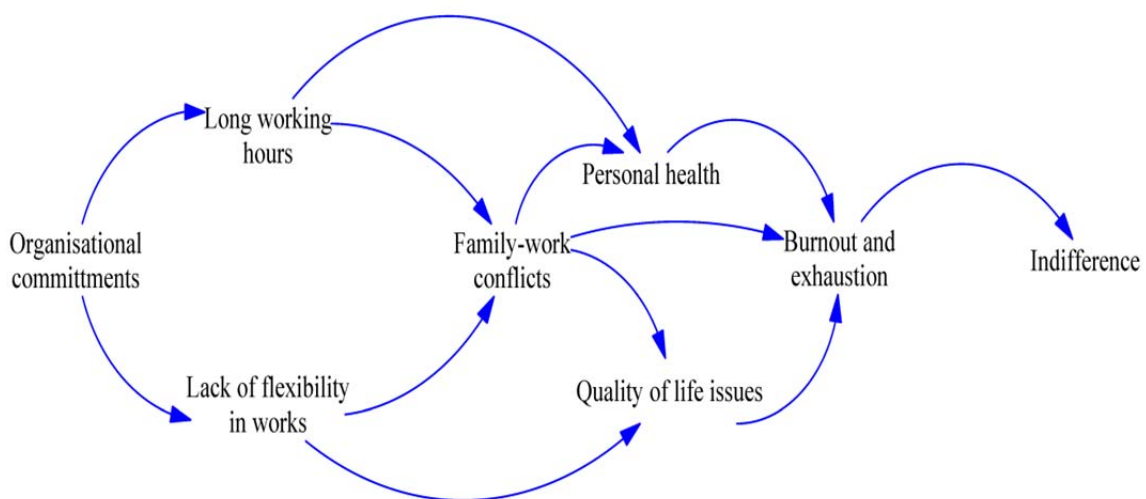 Long working
hours
Personal health
Organisational
committments
Family-work
conflicts
Burnout and
exhaustion
Indifference
Lack of flexibility
in works
Quality of life issues